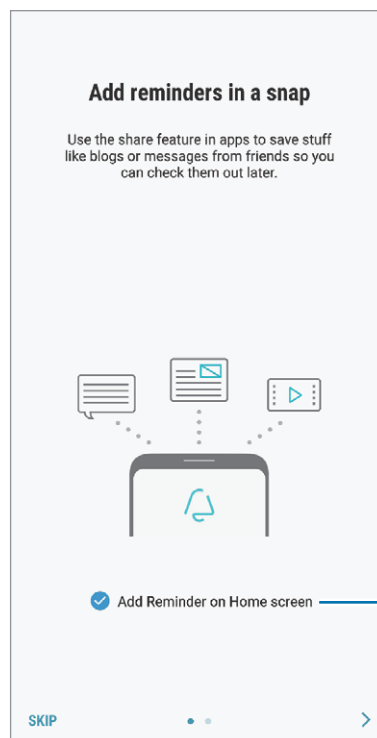 Add reminders in a snap
Use the share feature in apps to save stuff
like blogs or messages from friends so you
can check them out later.
Add Reminder on Home screen
SKIP